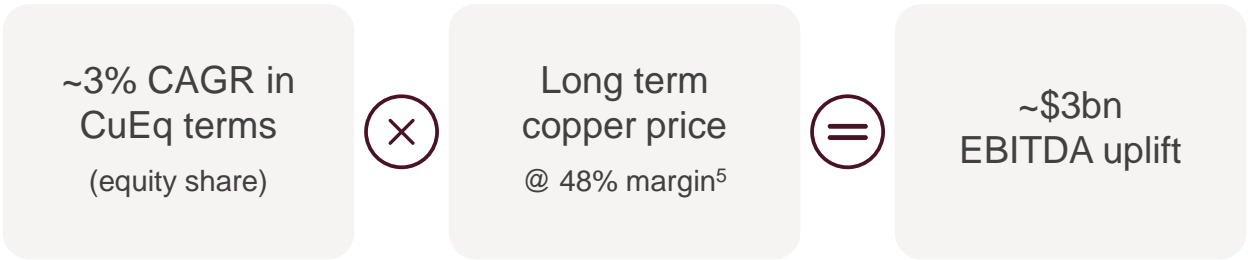 ~3% CAGR in
CuEq terms
(equity share)
×
Long term
copper price
@ 48% margin⁵
=
~$3bn
EBITDA uplift